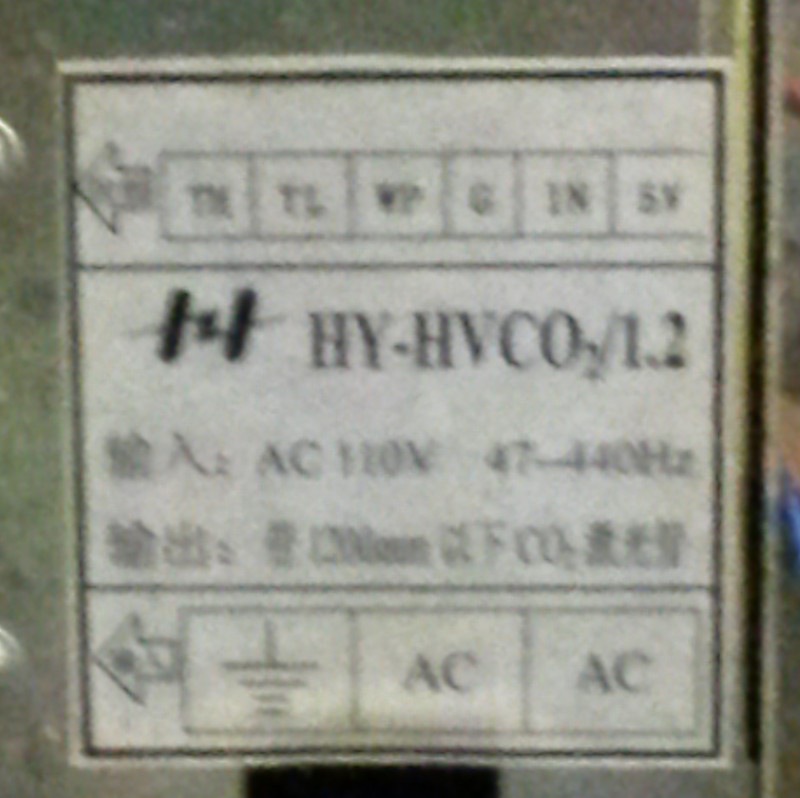 TH TL WP G IN 5V
HY-HVCO₂/1.2
输入: AC 110V 47–440Hz
输出: 带1200mm 以下CO₂激光管
AC AC